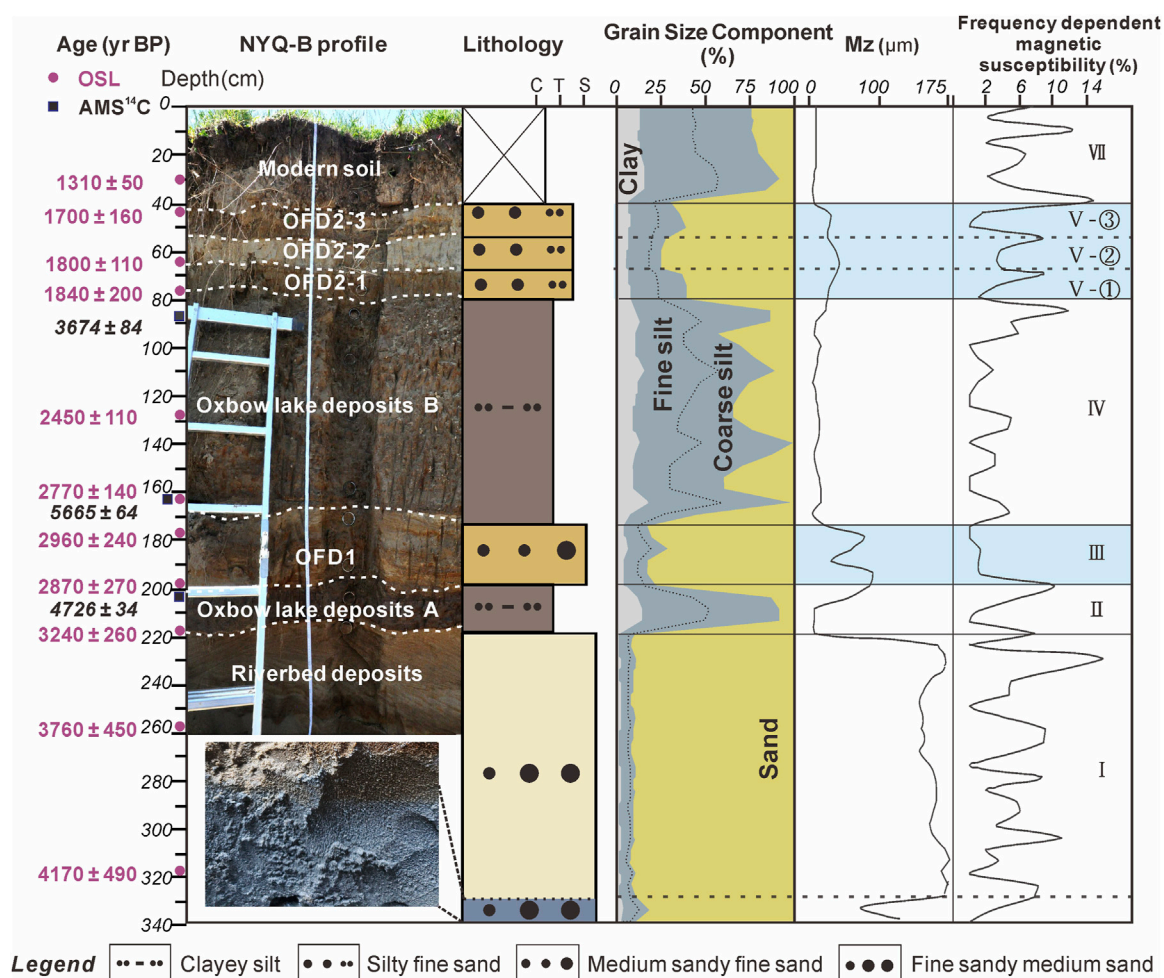 Age (yr BP)
OSL
AMS¹⁴C
Depth(cm)
NYQ-B profile
Lithology
C T S
Grain Size Component
(%)
0 25 50 75 100
Mz (μm)
100 175
Frequency dependent
magnetic
susceptibility (%)
2 6 10 14
0
20
40
60
80
100
120
140
160
180
200
220
240
260
280
300
320
340
1310 ± 50
1700 ± 160
1800 ± 110
1840 ± 200
3674 ± 84
2450 ± 110
2770 ± 140
5665 ± 64
2960 ± 240
2870 ± 270
4726 ± 34
3240 ± 260
3760 ± 450
4170 ± 490
Modern soil
OFD2-3
OFD2-2
OFD2-1
Oxbow lake deposits B
OFD1
Oxbow lake deposits A
Riverbed deposits
Clay
Fine silt
Coarse silt
Sand
VII
V - ③
V - ②
V - ①
IV
III
II
I
Legend
Clayey silt
Silty fine sand
Medium sandy fine sand
Fine sandy medium sand